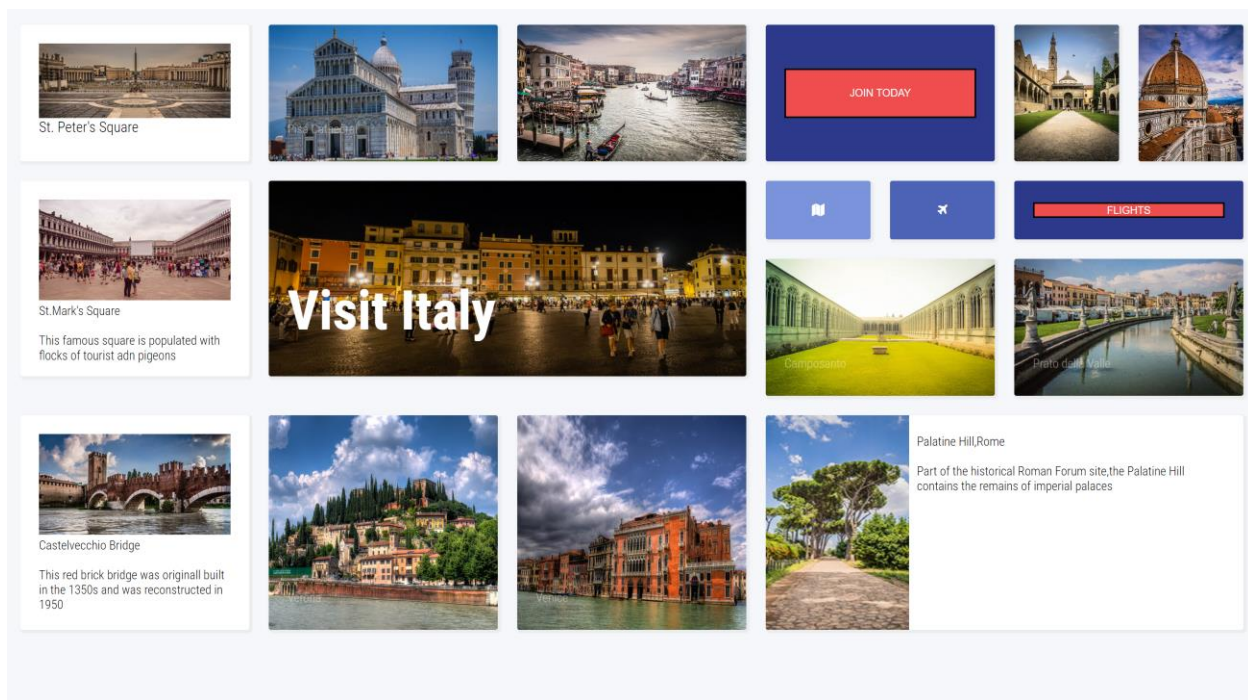 JOIN TODAY
St. Peter's Square
FLIGHTS
St.Mark's Square
This famous square is populated with
flocks of tourist adn pigeons
Visit Italy
Camposanto
Prato della Valle
Castelvecchio Bridge
This red brick bridge was originall built
in the 1350s and was reconstructed in
1950
Venice
Palatine Hill,Rome
Part of the historical Roman Forum site,the Palatine Hill
contains the remains of imperial palaces